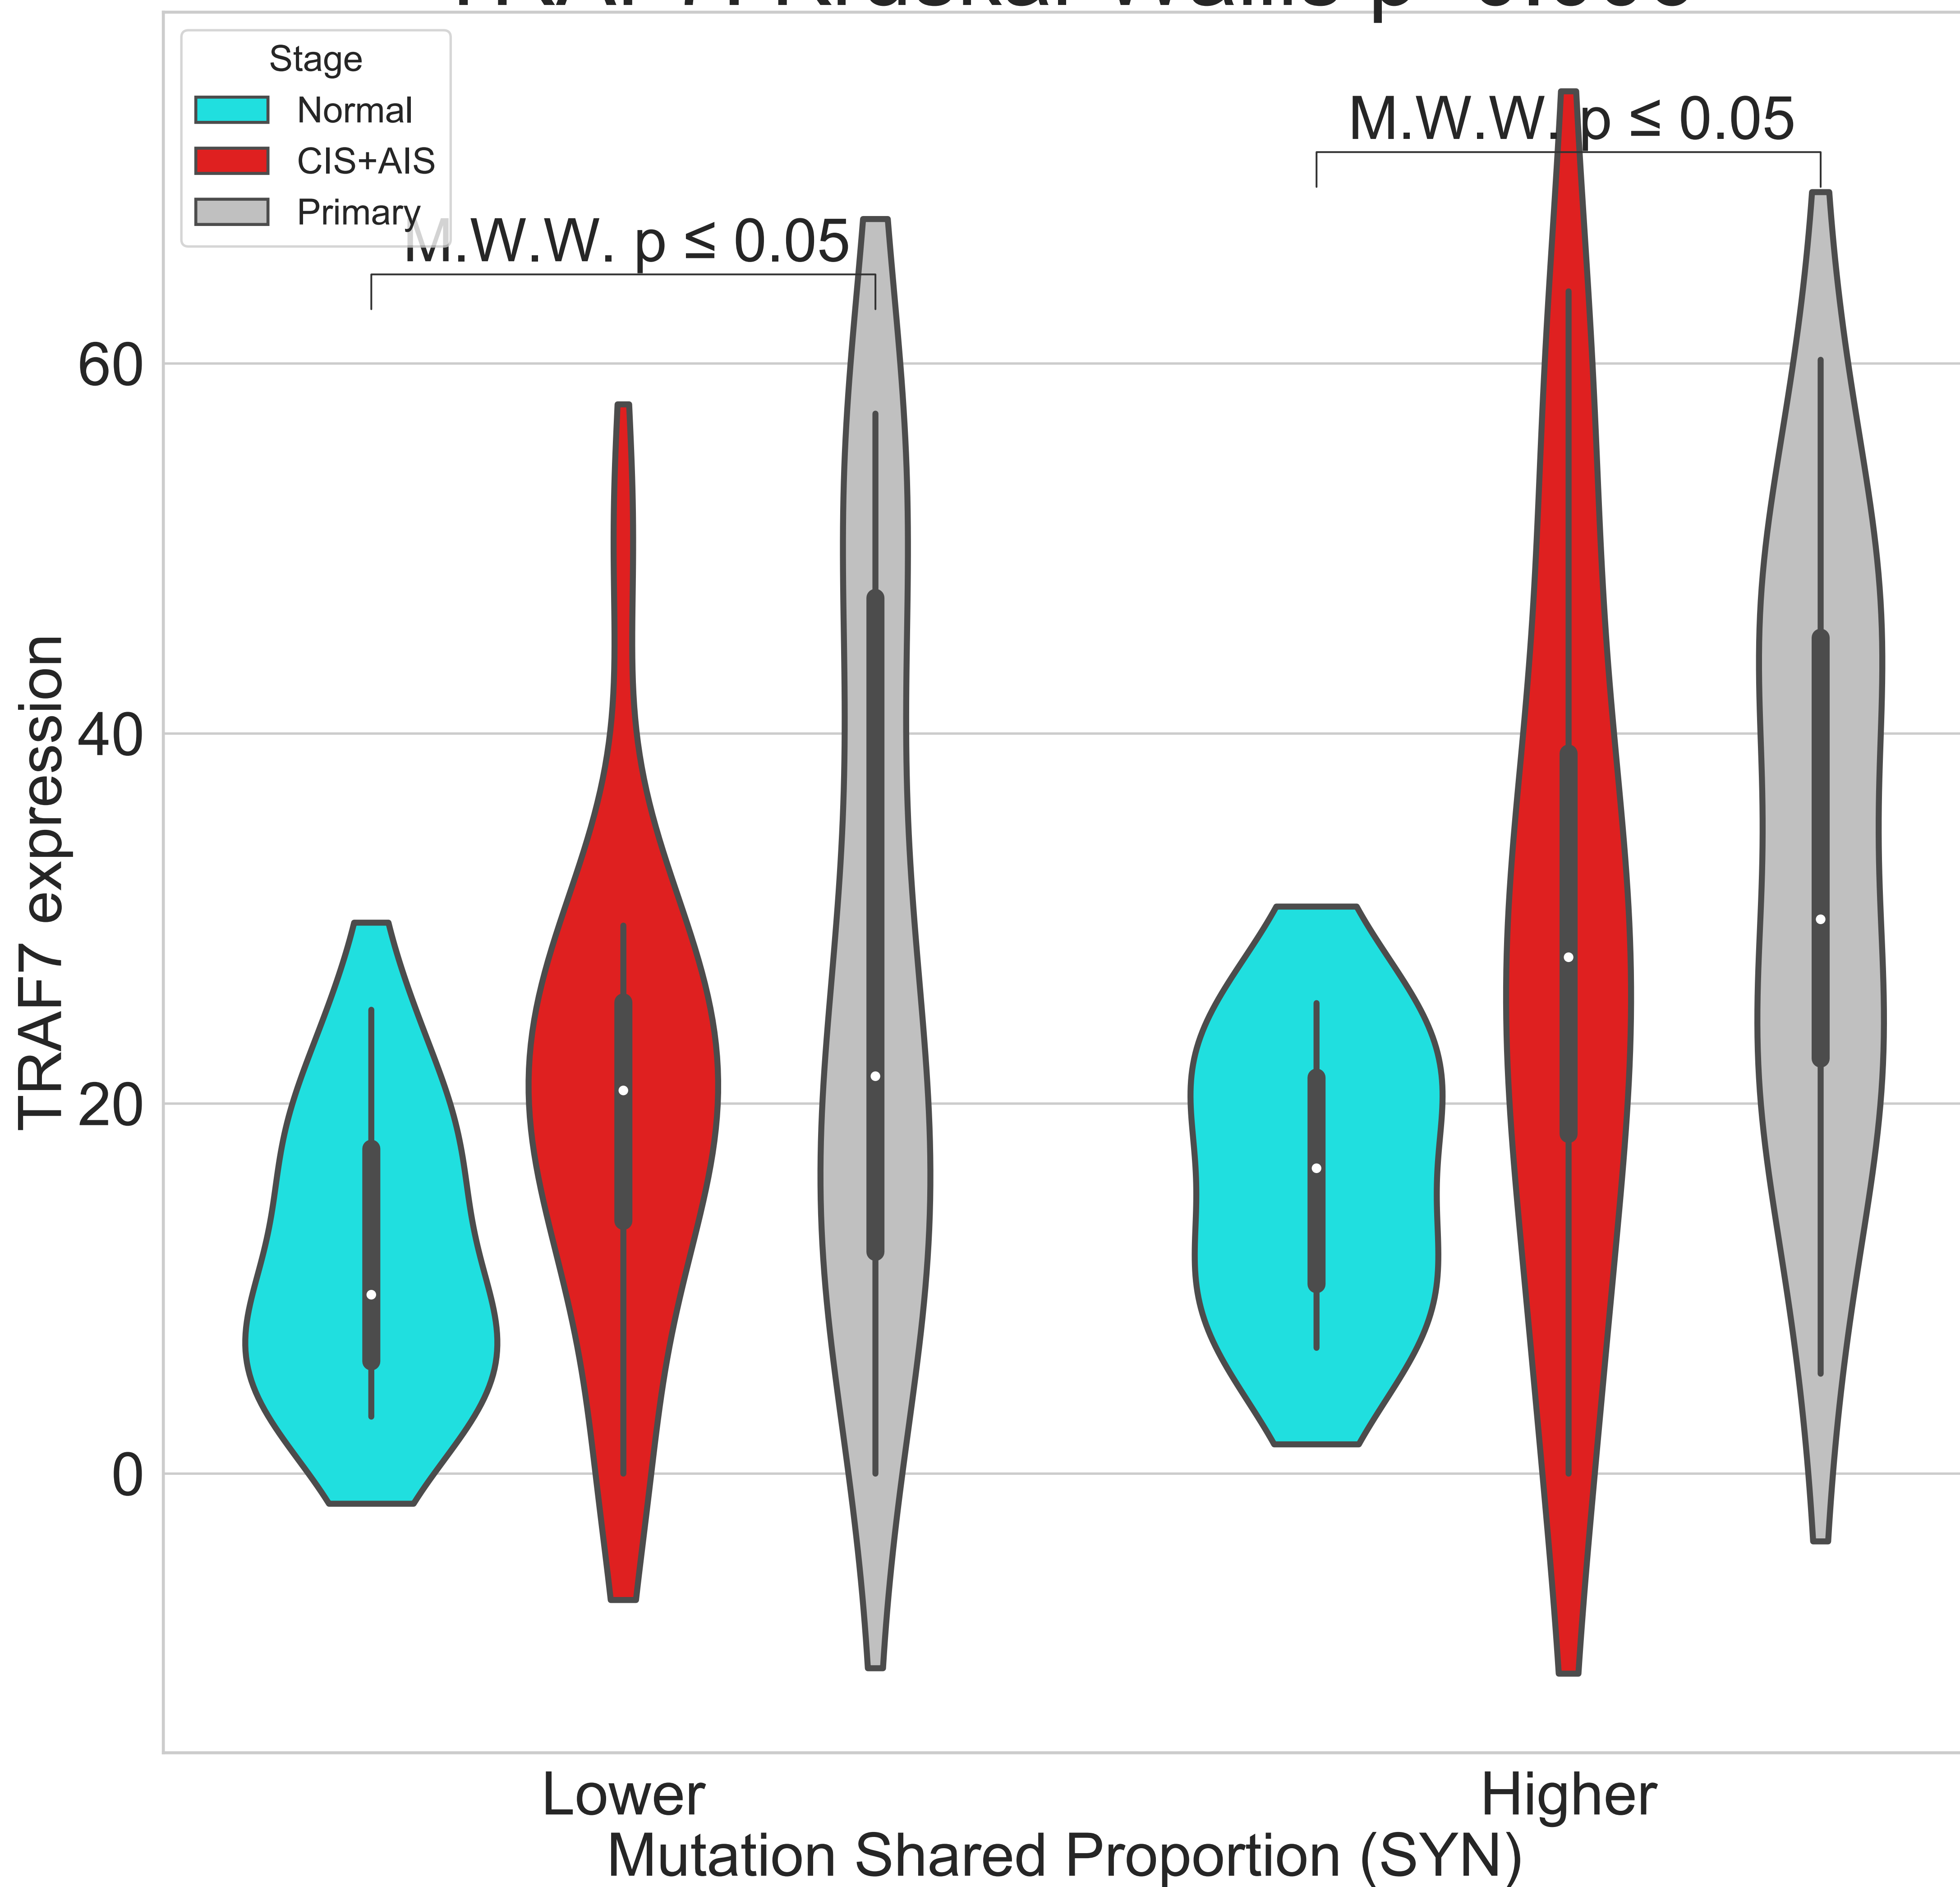 Stage
Normal
CIS+AIS
Primary
M.W.W. p ≤ 0.05
M.W.W. p ≤ 0.05
60
40
20
0
TRAF7 expression
Lower
Higher
Mutation Shared Proportion (SYN)